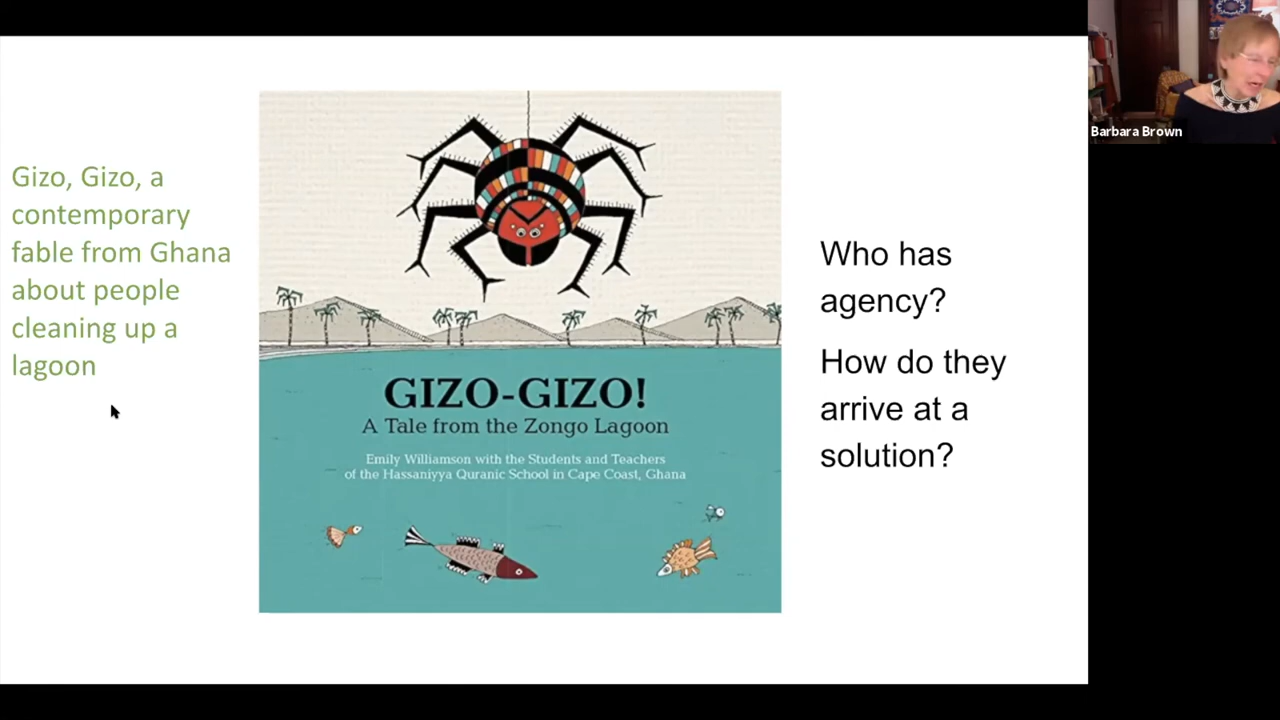 Gizo, Gizo, a
contemporary
fable from Ghana
about people
cleaning up a
lagoon
GIZO-GIZO!
A Tale from the Zongo Lagoon
Emily Williamson with the Students and Teachers
of the Hassaniyya Quranic School in Cape Coast, Ghana
Who has
agency?
How do they
arrive at a
solution?
Barbara Brown